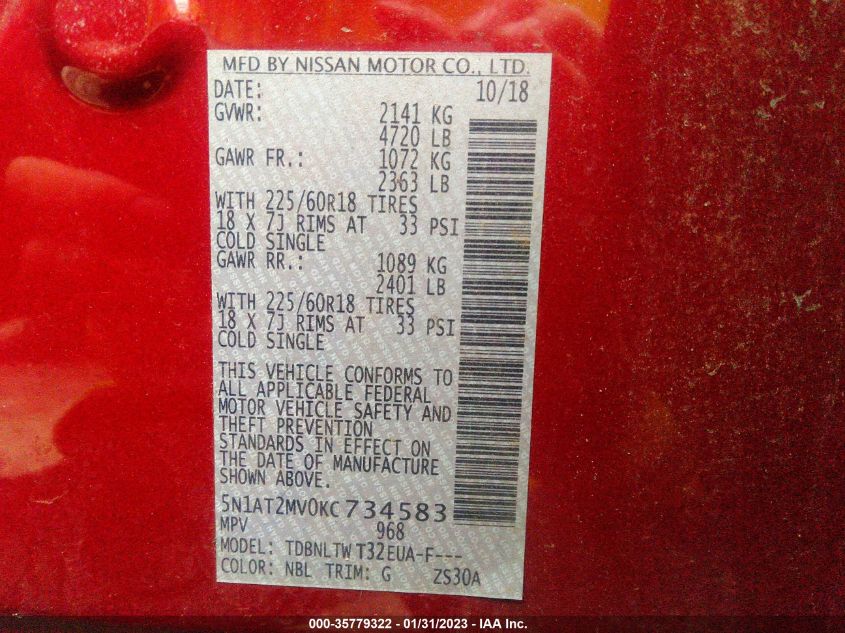 MFD BY NISSAN MOTOR CO., LTD.
DATE: 10/18
GVWR: 2141 KG
4720 LB
GAWR FR.: 1072 KG
2363 LB
WITH 225/60R18 TIRES
18 X 7J RIMS AT 33 PSI
COLD SINGLE
GAWR RR.: 1089 KG
2401 LB
WITH 225/60R18 TIRES
18 X 7J RIMS AT 33 PSI
COLD SINGLE
THIS VEHICLE CONFORMS TO
ALL APPLICABLE FEDERAL
MOTOR VEHICLE SAFETY AND
THEFT PREVENTION
STANDARDS IN EFFECT ON
THE DATE OF MANUFACTURE
SHOWN ABOVE.
5N1AT2MV0KC734583
MPV 968
MODEL: TDBNLTW T32EUA-F---
COLOR: NBL TRIM: G ZS30A
000-35779322 - 01/31/2023 - IAA Inc.